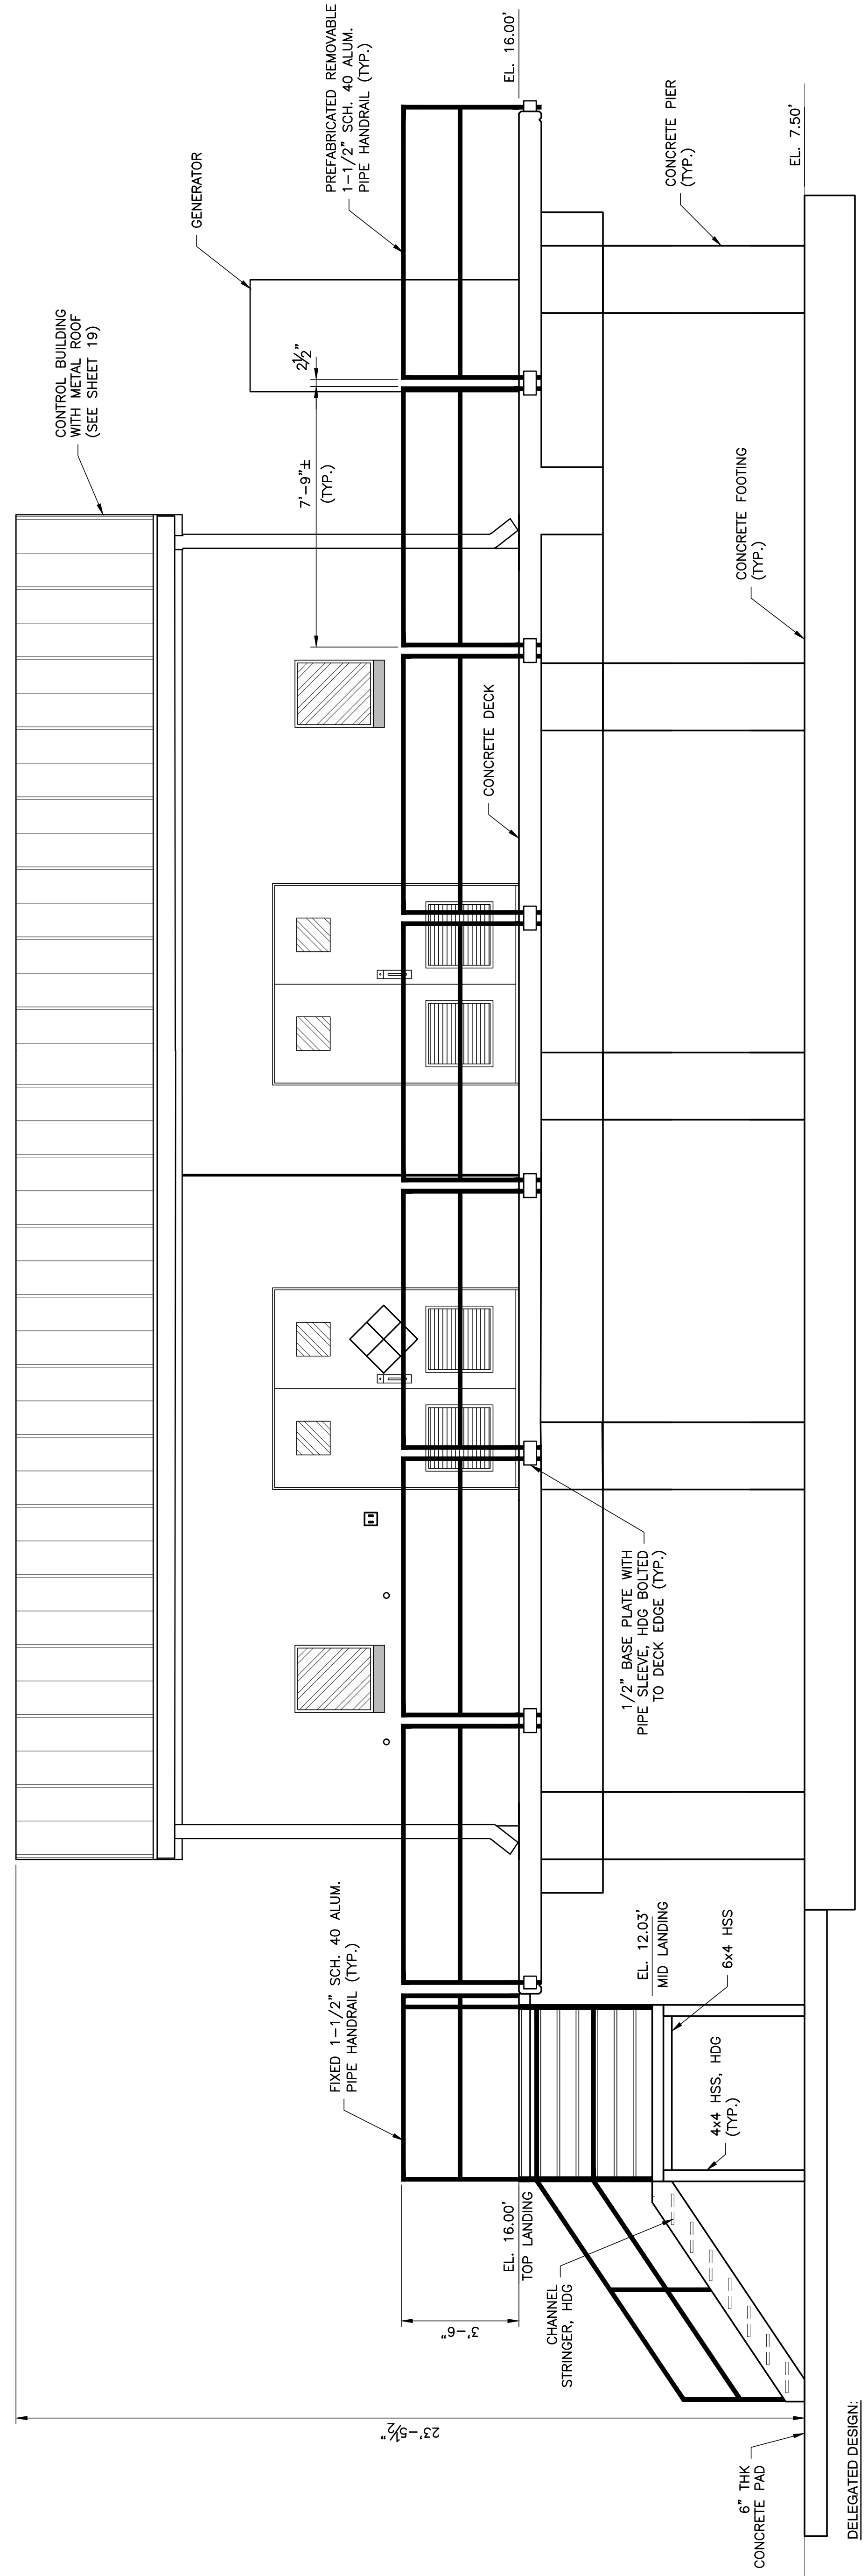 CONTROL BUILDING
WITH METAL ROOF
(SEE SHEET 19)
GENERATOR
PREFABRICATED REMOVABLE
1-1/2" SCH. 40 ALUM.
PIPE HANDRAIL (TYP.)
EL. 16.00'
2½"
7'-9"±
(TYP.)
CONCRETE PIER
(TYP.)
EL. 7.50'
CONCRETE FOOTING
(TYP.)
CONCRETE DECK
1/2" BASE PLATE WITH
PIPE SLEEVE, HDG BOLTED
TO DECK EDGE (TYP.)
FIXED 1-1/2" SCH. 40 ALUM.
PIPE HANDRAIL (TYP.)
EL. 12.03'
MID LANDING
6x4 HSS
4x4 HSS, HDG
(TYP.)
EL. 16.00'
TOP LANDING
CHANNEL
STRINGER, HDG
3'-6"
23'-5½"
6" THK
CONCRETE PAD
DELEGATED DESIGN: